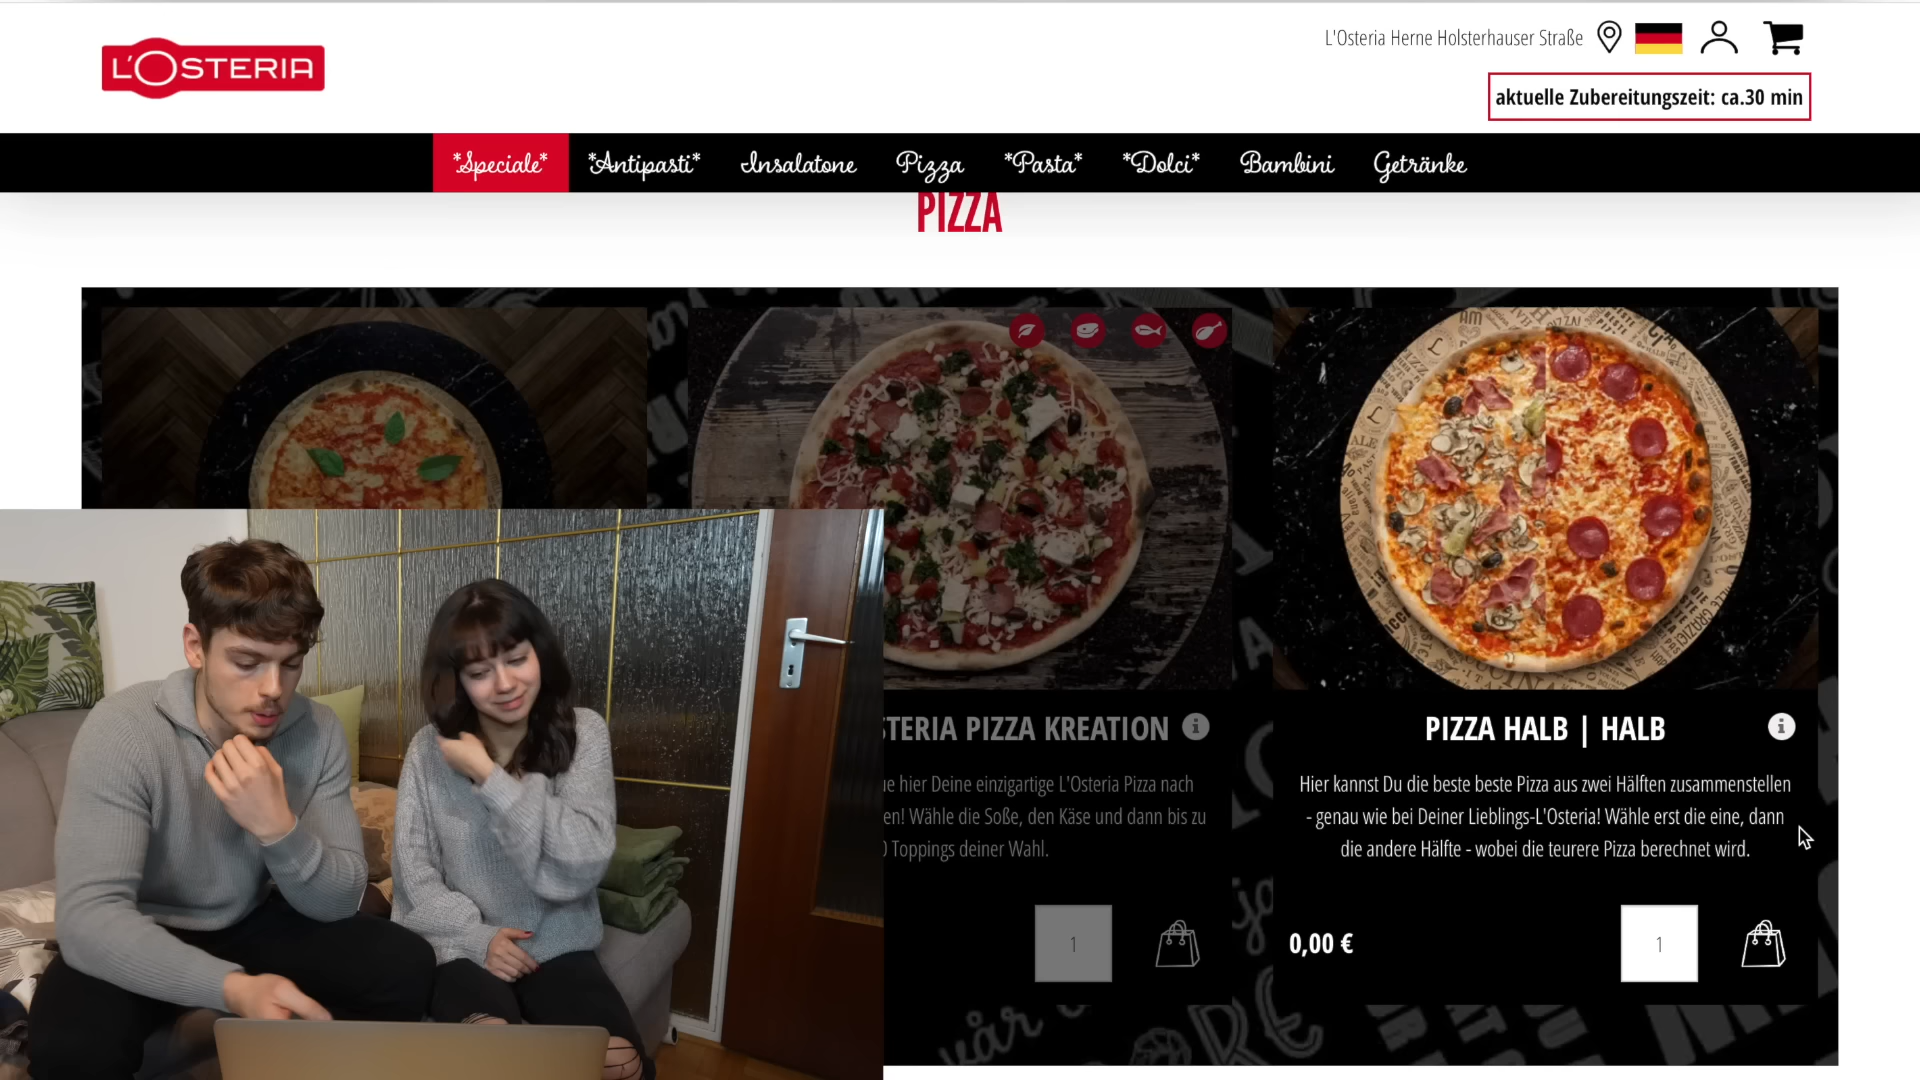 L'OSTERIA
L'Osteria Herne Holsterhauser Straße
aktuelle Zubereitungszeit: ca.30 min
*Speciale* *Antipasti* Insalatone Pizza *Pasta* *Dolci* Bambini Getränke
PIZZA
PIZZA KREATION
hier Deine einzigartige L'Osteria Pizza nach
Wähle die Soße, den Käse und dann bis zu
Toppings deiner Wahl.
1
PIZZA HALB | HALB
Hier kannst Du die beste beste Pizza aus zwei Hälften zusammenstellen
- genau wie bei Deiner Lieblings-L'Osteria! Wähle erst die eine, dann
die andere Hälfte - wobei die teurere Pizza berechnet wird.
0,00 €
1